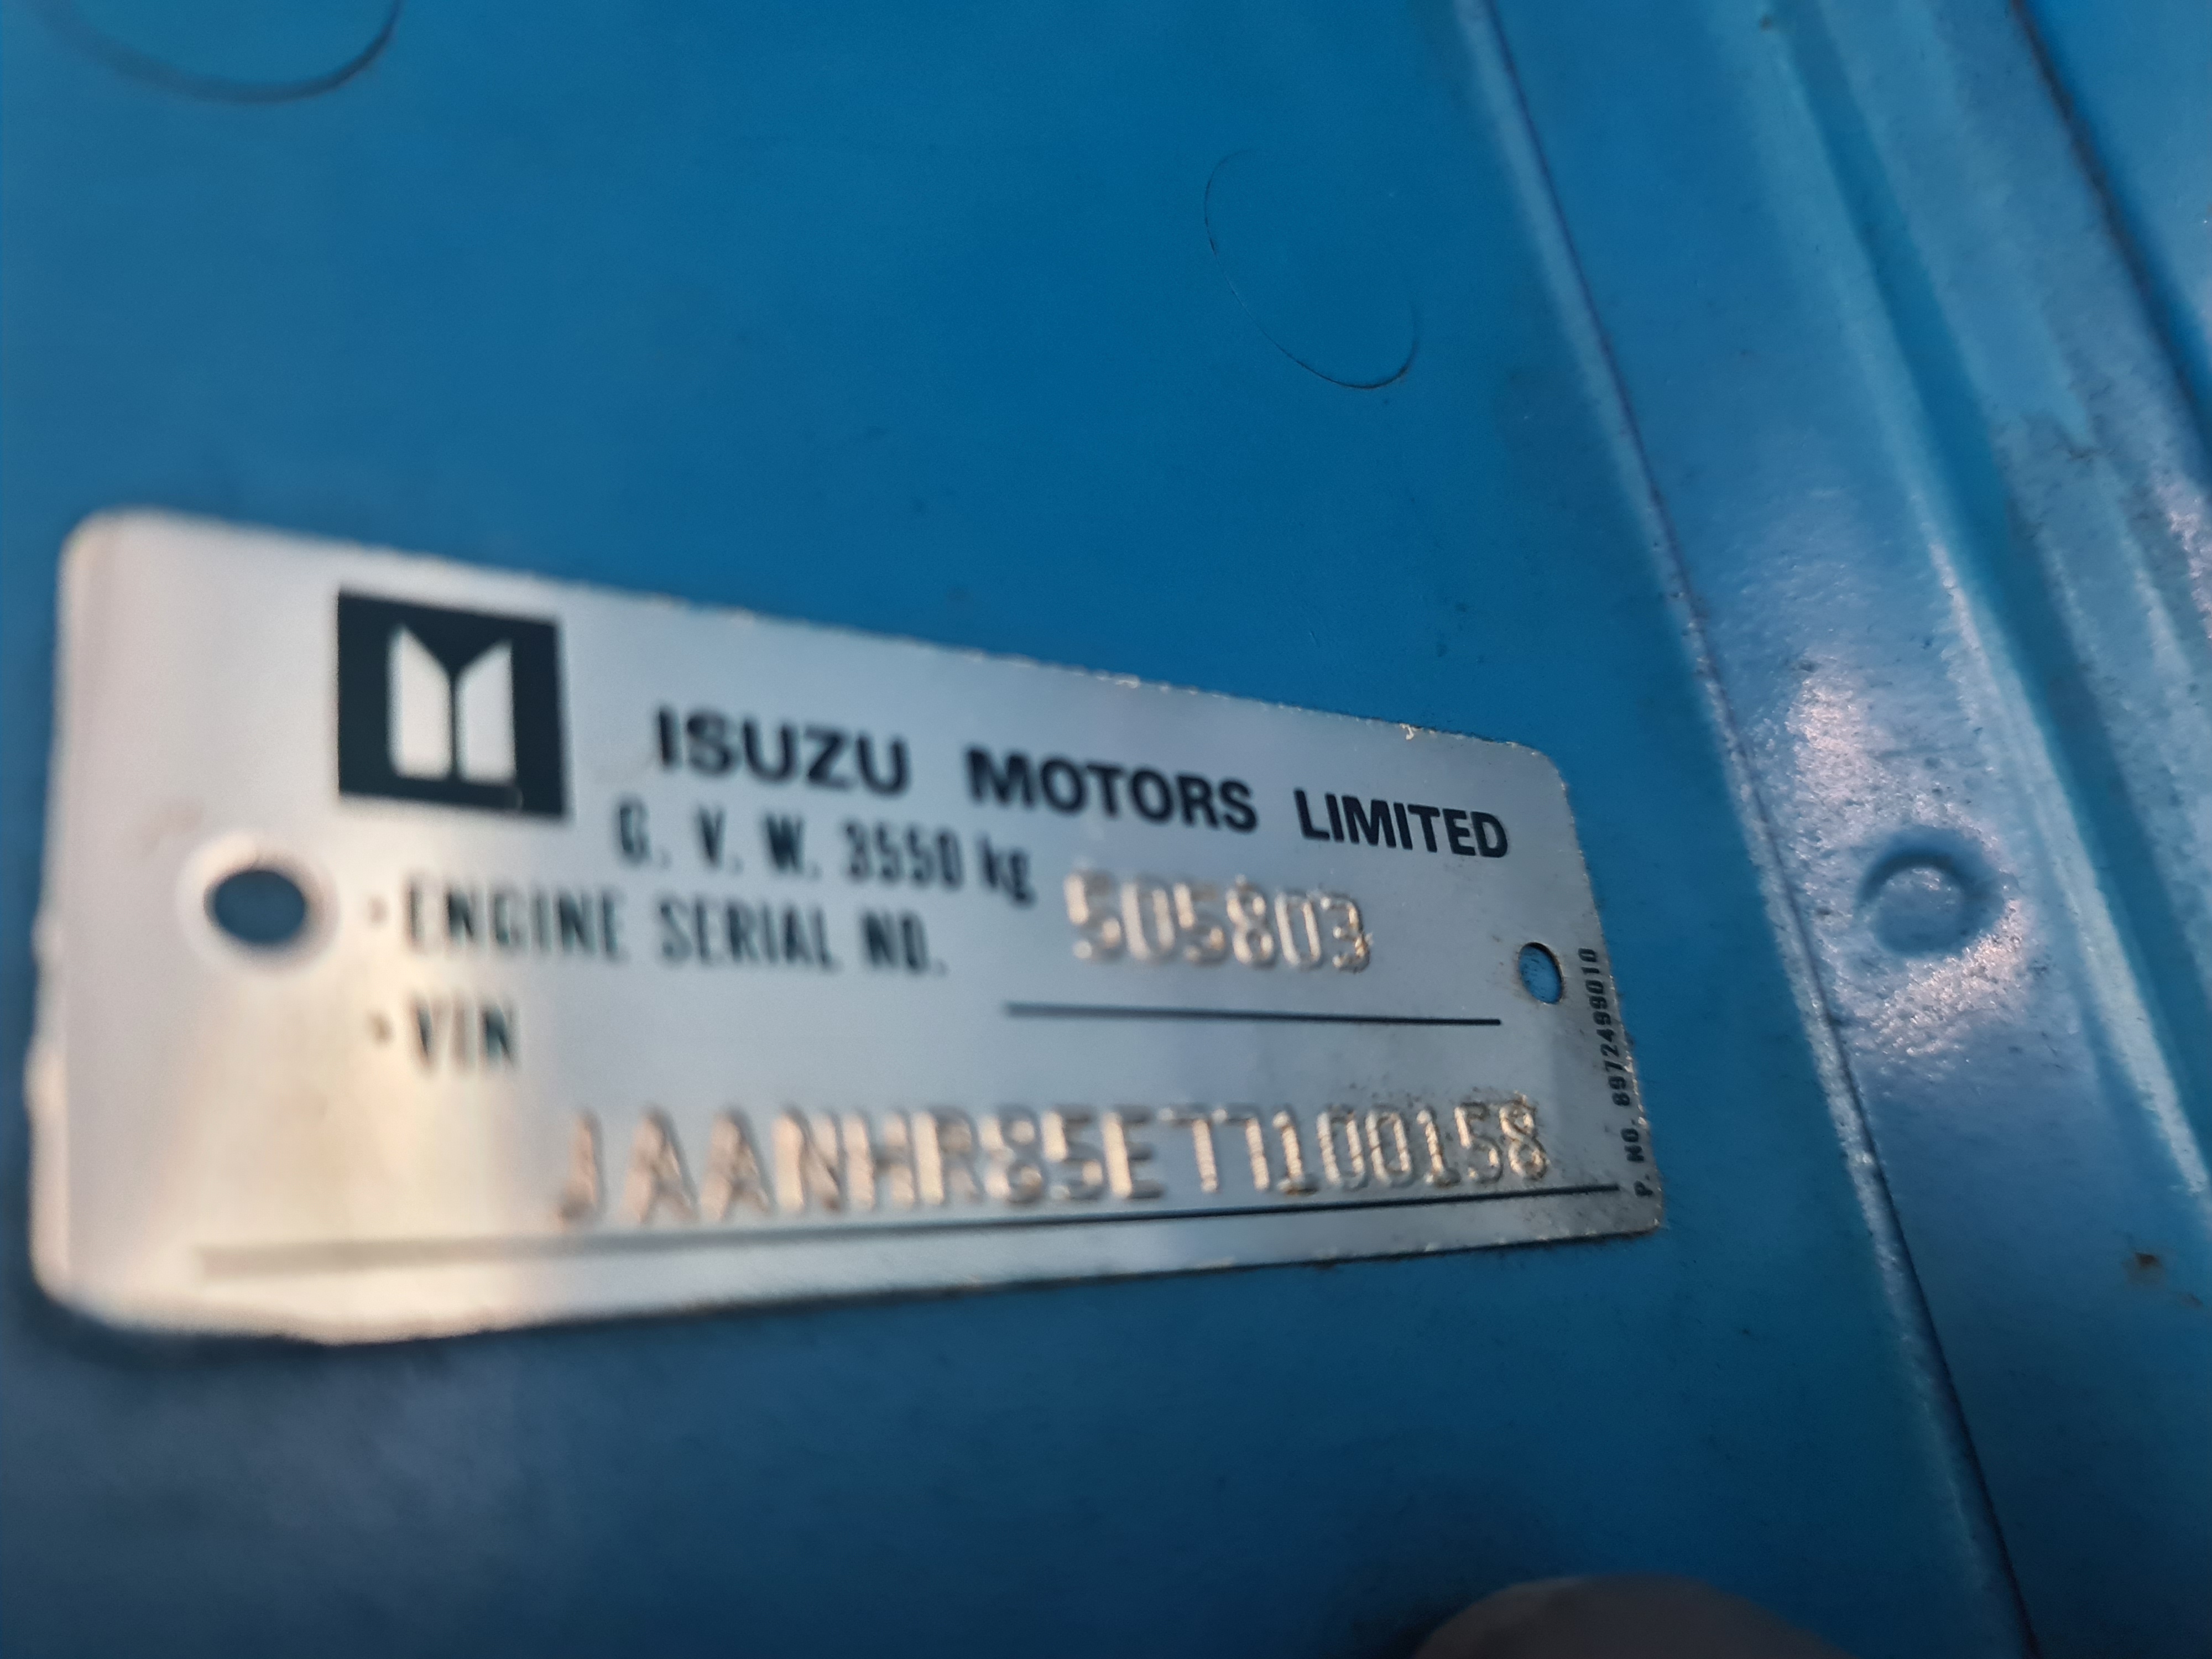 ISUZU MOTORS LIMITED
G. V. W. 3550 kg
·ENGINE SERIAL NO. 505803
·VIN
JAANHR85ET7100158
P. NO. 8972499010